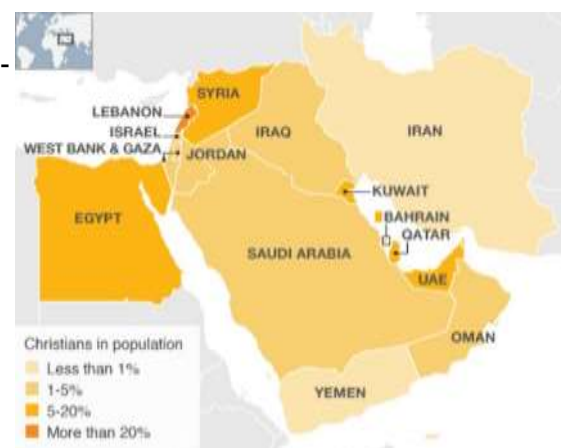 -
SYRIA
LEBANON
ISRAEL
IRAQ
IRAN
WEST BANK & GAZA
JORDAN
KUWAIT
EGYPT
BAHRAIN
QATAR
SAUDI ARABIA
UAE
OMAN
YEMEN
Christians in population
Less than 1%
1-5%
5-20%
More than 20%